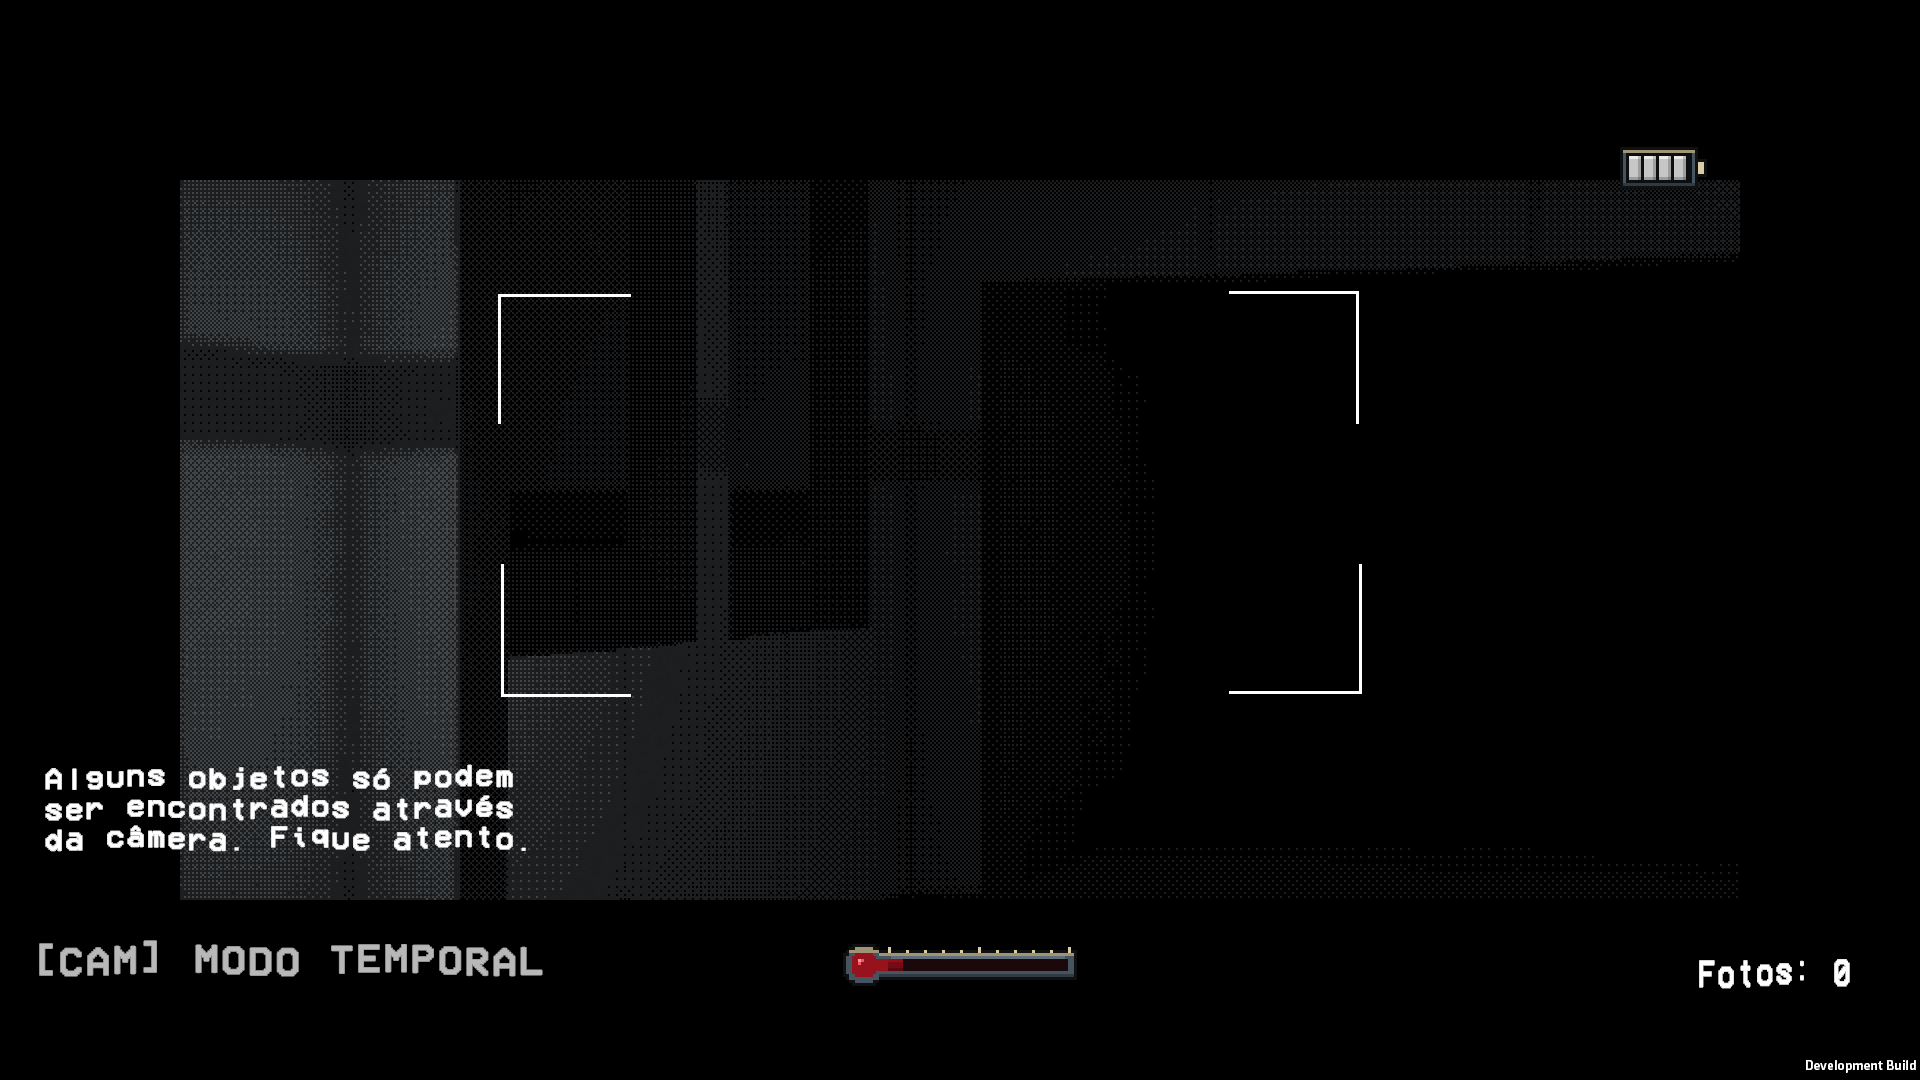 Alguns objetos só podem
ser encontrados através
da câmera. Fique atento.
[CAM] MODO TEMPORAL
Fotos: 0
Development Build